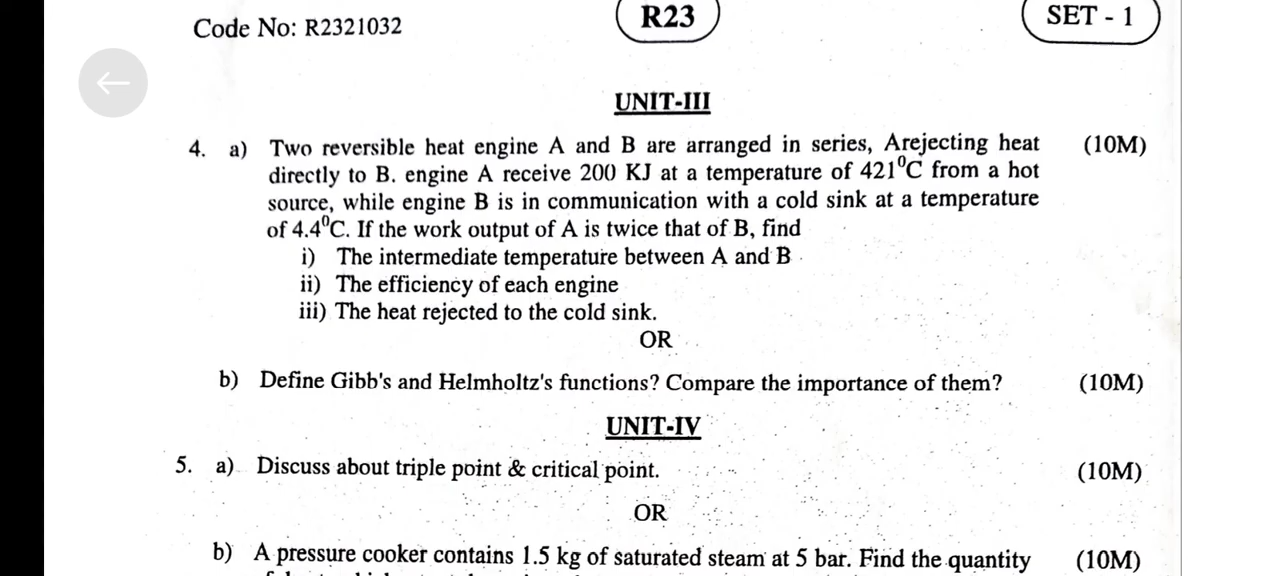 Code No: R2321032 R23 SET - 1
UNIT-III
4. a) Two reversible heat engine A and B are arranged in series, Arejecting heat (10M)
directly to B. engine A receive 200 KJ at a temperature of 421⁰C from a hot
source, while engine B is in communication with a cold sink at a temperature
of 4.4⁰C. If the work output of A is twice that of B, find
i) The intermediate temperature between A and B
ii) The efficiency of each engine
iii) The heat rejected to the cold sink.
OR
b) Define Gibb's and Helmholtz's functions? Compare the importance of them? (10M)
UNIT-IV
5. a) Discuss about triple point & critical point. (10M)
OR
b) A pressure cooker contains 1.5 kg of saturated steam at 5 bar. Find the quantity (10M)